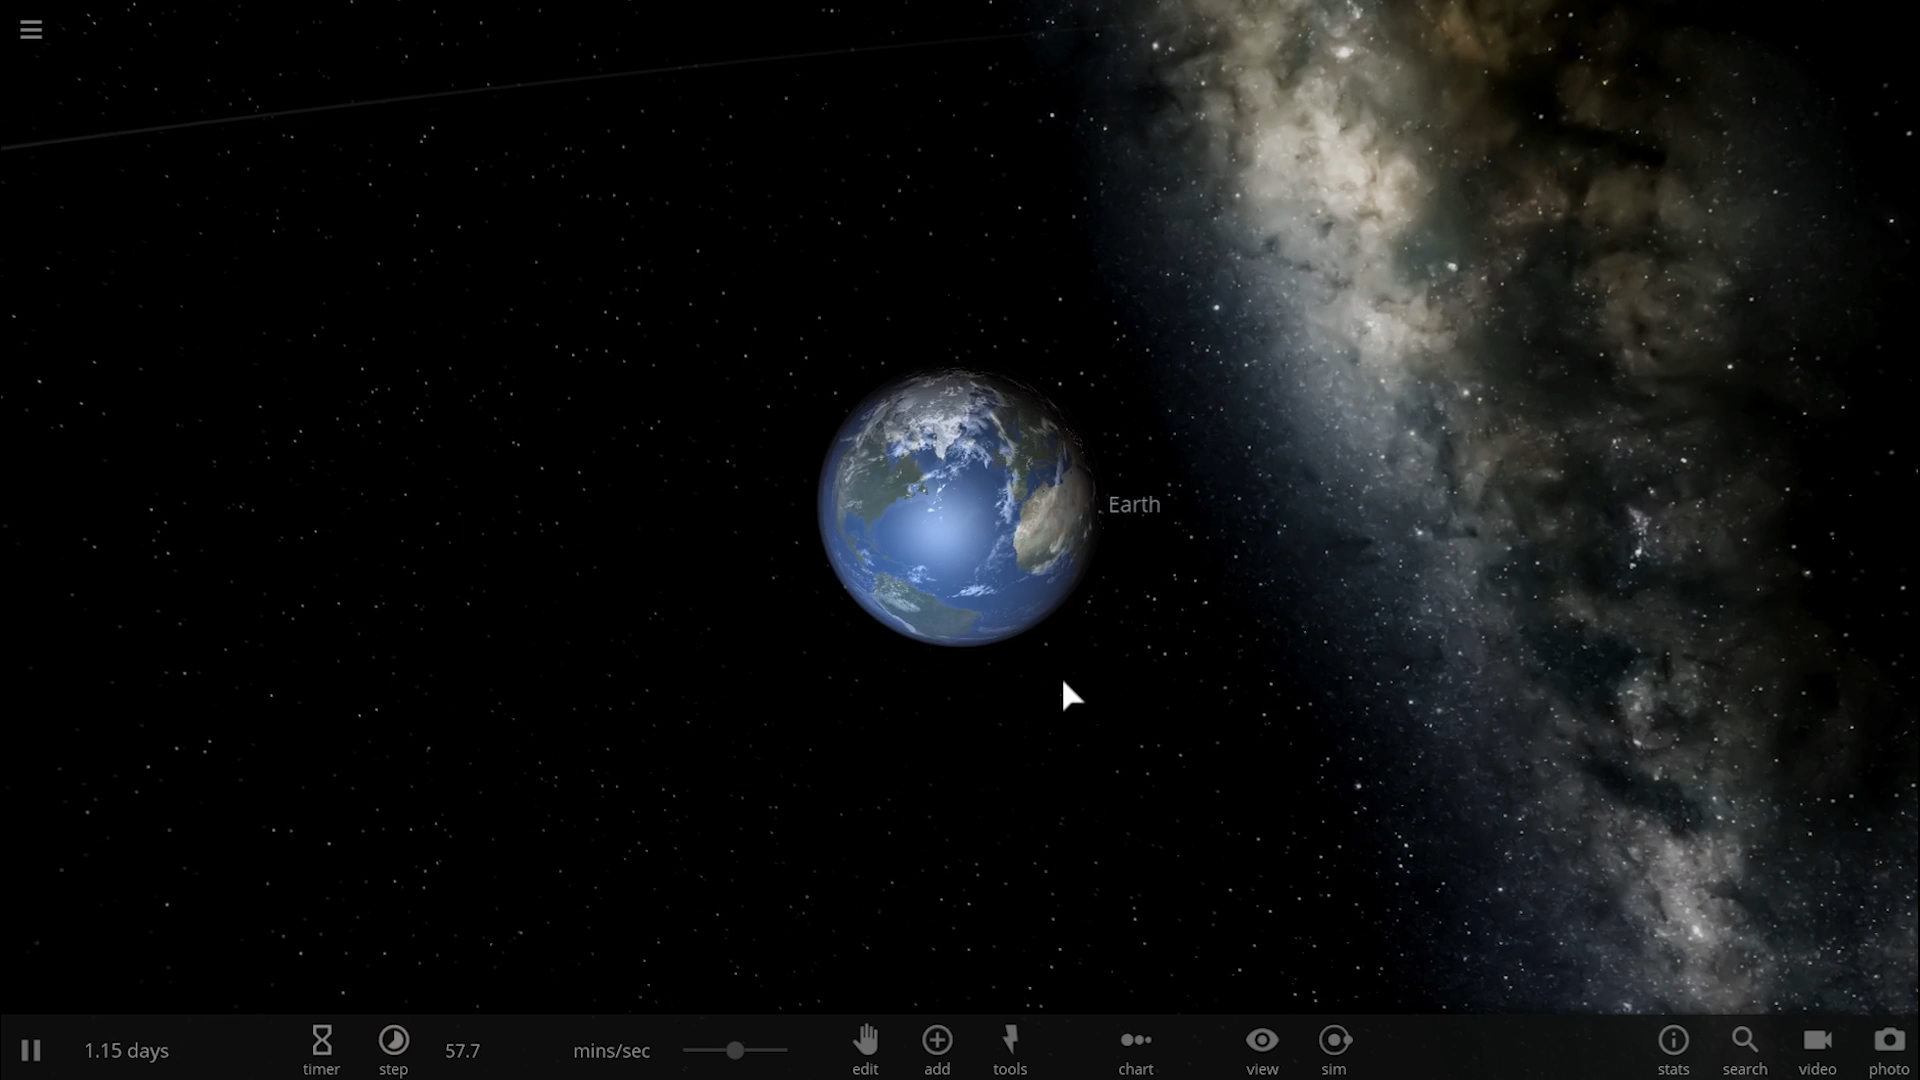 Earth
1.15 days
timer
step
57.7
mins/sec
edit
add
tools
chart
view
sim
stats
search
video
photo